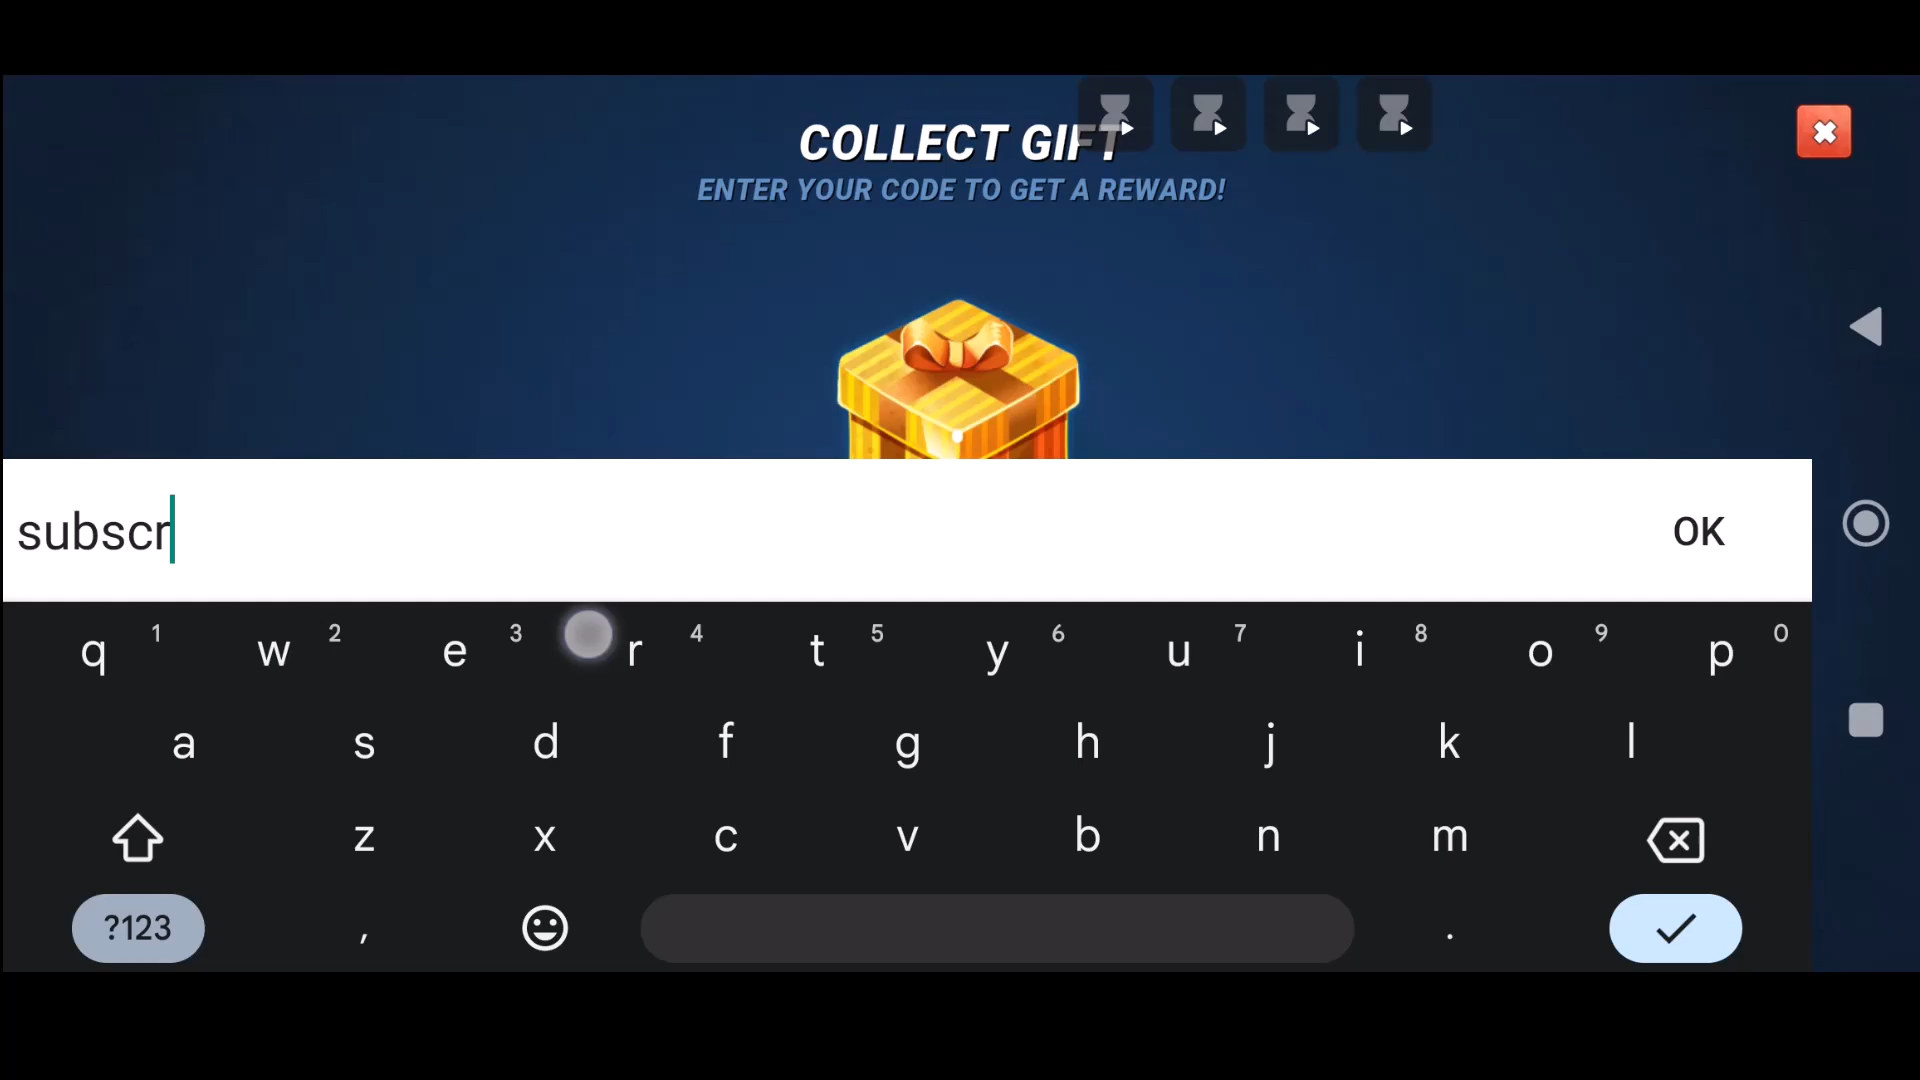 COLLECT GIFT
ENTER YOUR CODE TO GET A REWARD!
subscr
OK
q 1 w 2 e 3 r 4 t 5 y 6 u 7 i 8 o 9 p 0
a s d f g h j k l
z x c v b n m
?123 , .